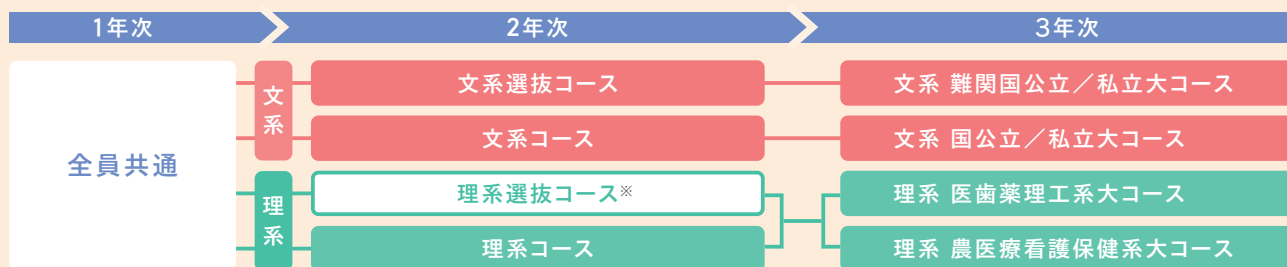 1年次
2年次
3年次
全員共通
文系
文系選抜コース
文系 難関国公立／私立大コース
文系コース
文系 国公立／私立大コース
理系
理系選抜コース※
理系 医歯薬理工系大コース
理系コース
理系 農医療看護保健系大コース